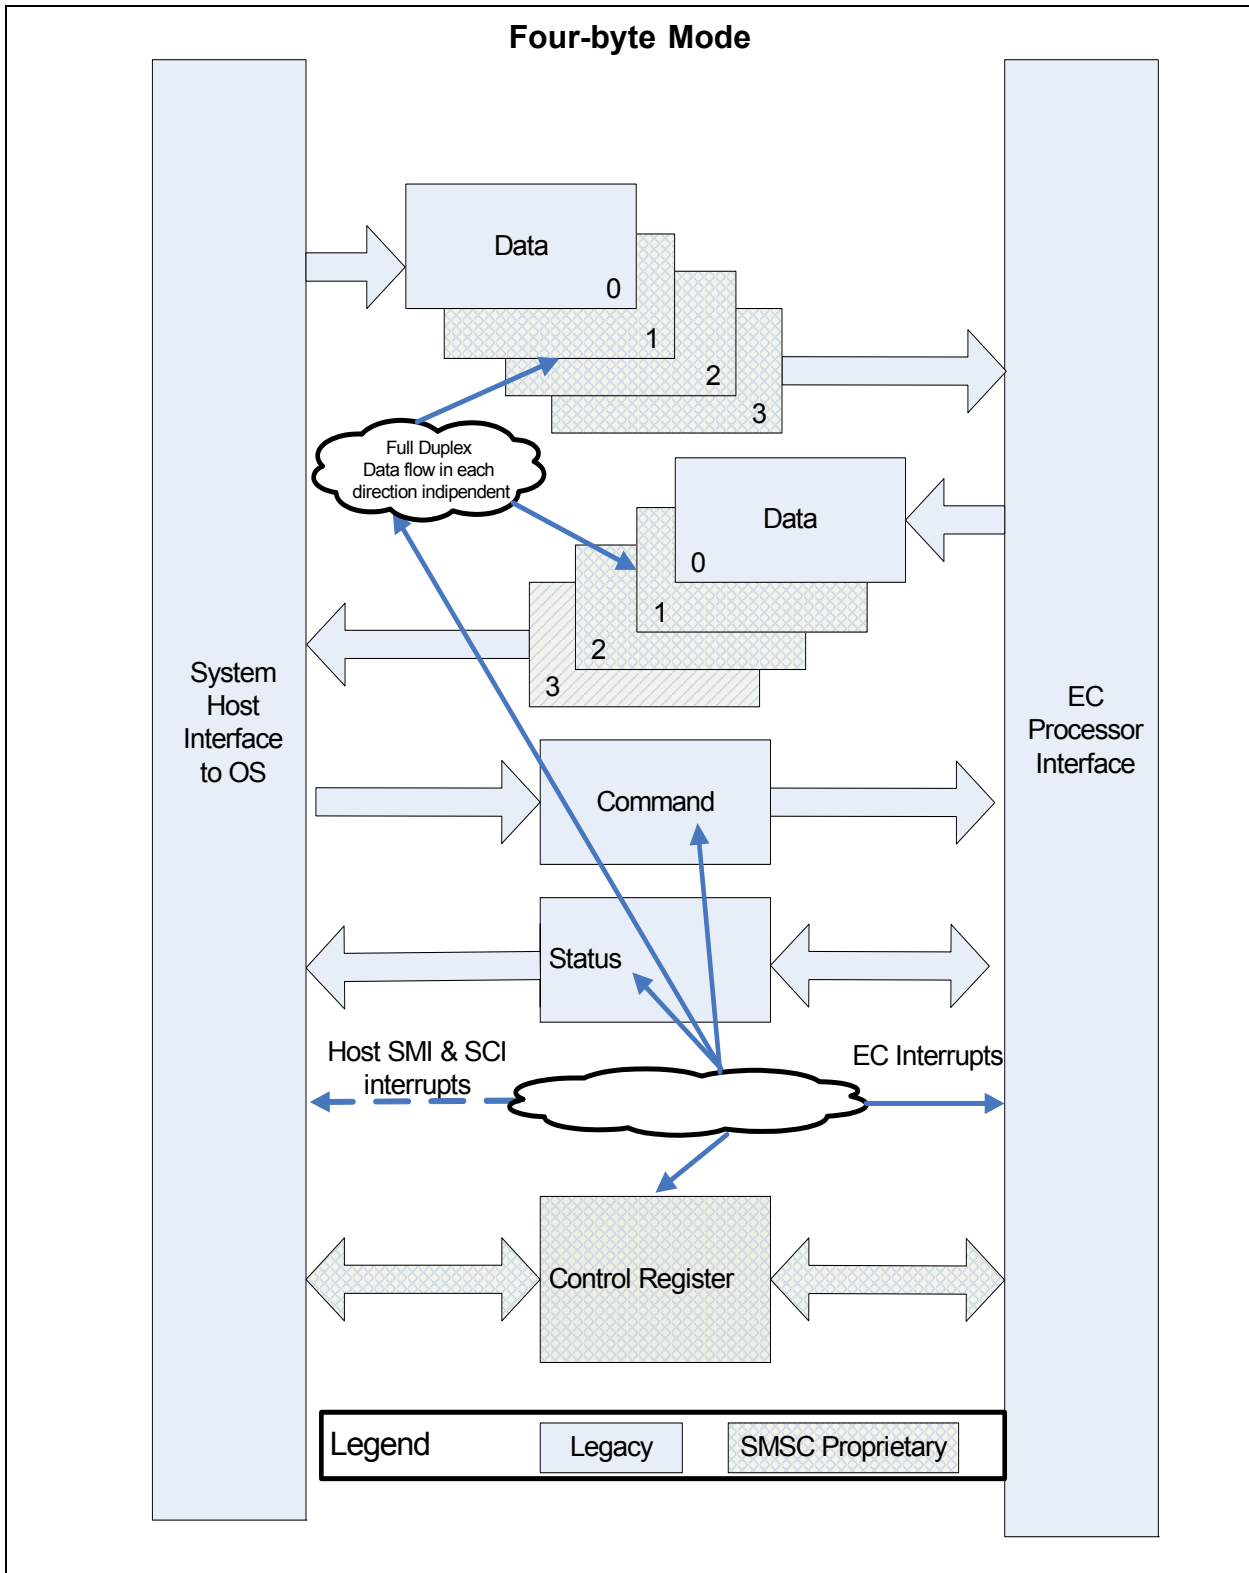 Four-byte Mode
Data
0
1
2
3
Full Duplex
Data flow in each
direction indipendent
Data
0
1
2
3
System
Host
Interface
to OS
EC
Processor
Interface
Command
Status
Host SMI & SCI
interrupts
EC Interrupts
Control Register
Legend
Legacy
SMSC Proprietary